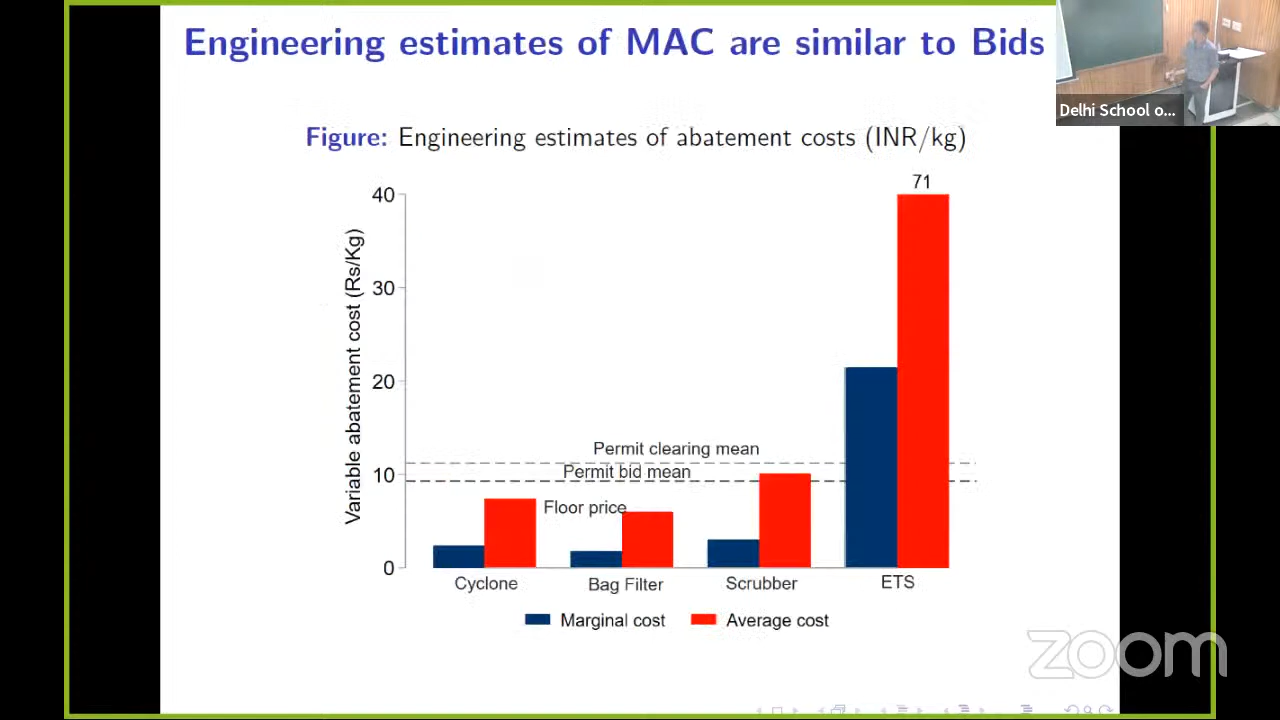 Engineering estimates of MAC are similar to Bids
Delhi School o...
Figure: Engineering estimates of abatement costs (INR/kg)
71
40
30
20
10
0
Variable abatement cost (Rs/Kg)
Permit clearing mean
Permit bid mean
Floor price
Cyclone
Bag Filter
Scrubber
ETS
Marginal cost
Average cost
zoom